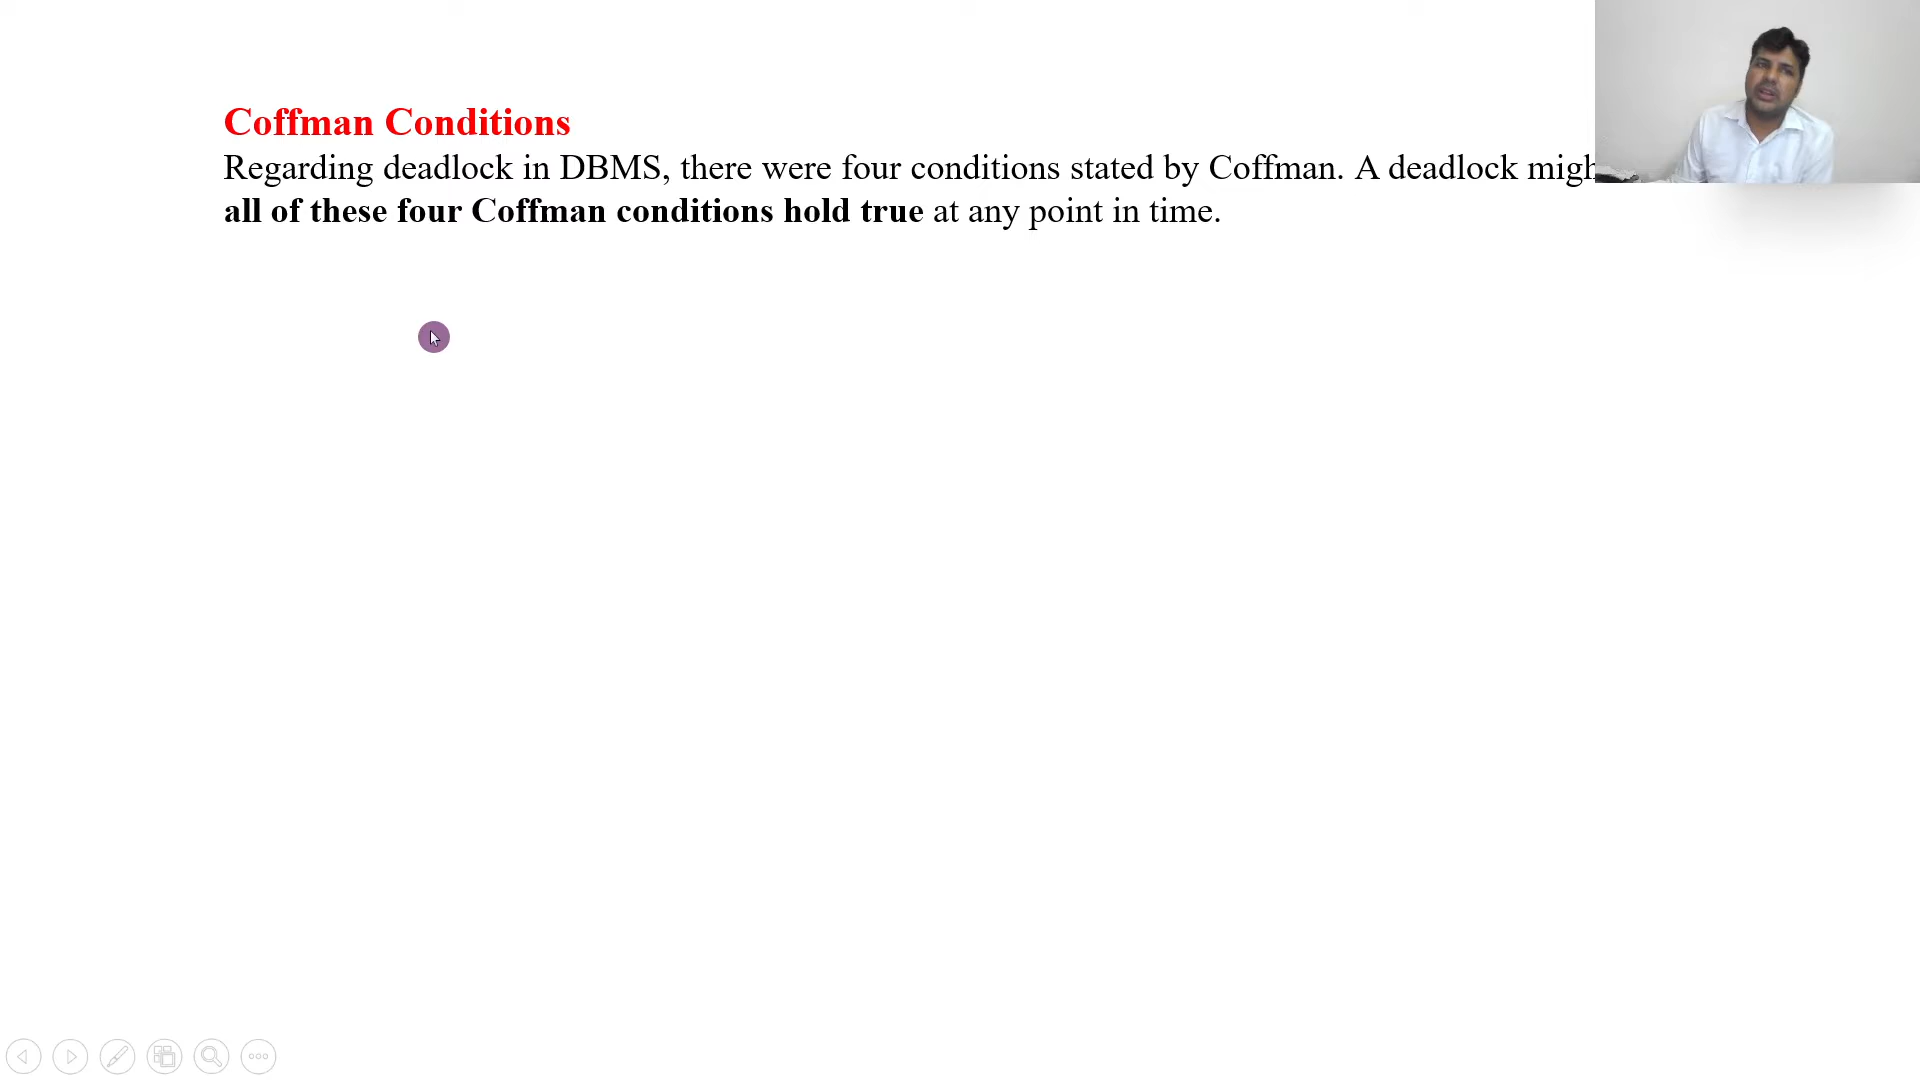 Coffman Conditions
Regarding deadlock in DBMS, there were four conditions stated by Coffman. A deadlock
all of these four Coffman conditions hold true at any point in time.